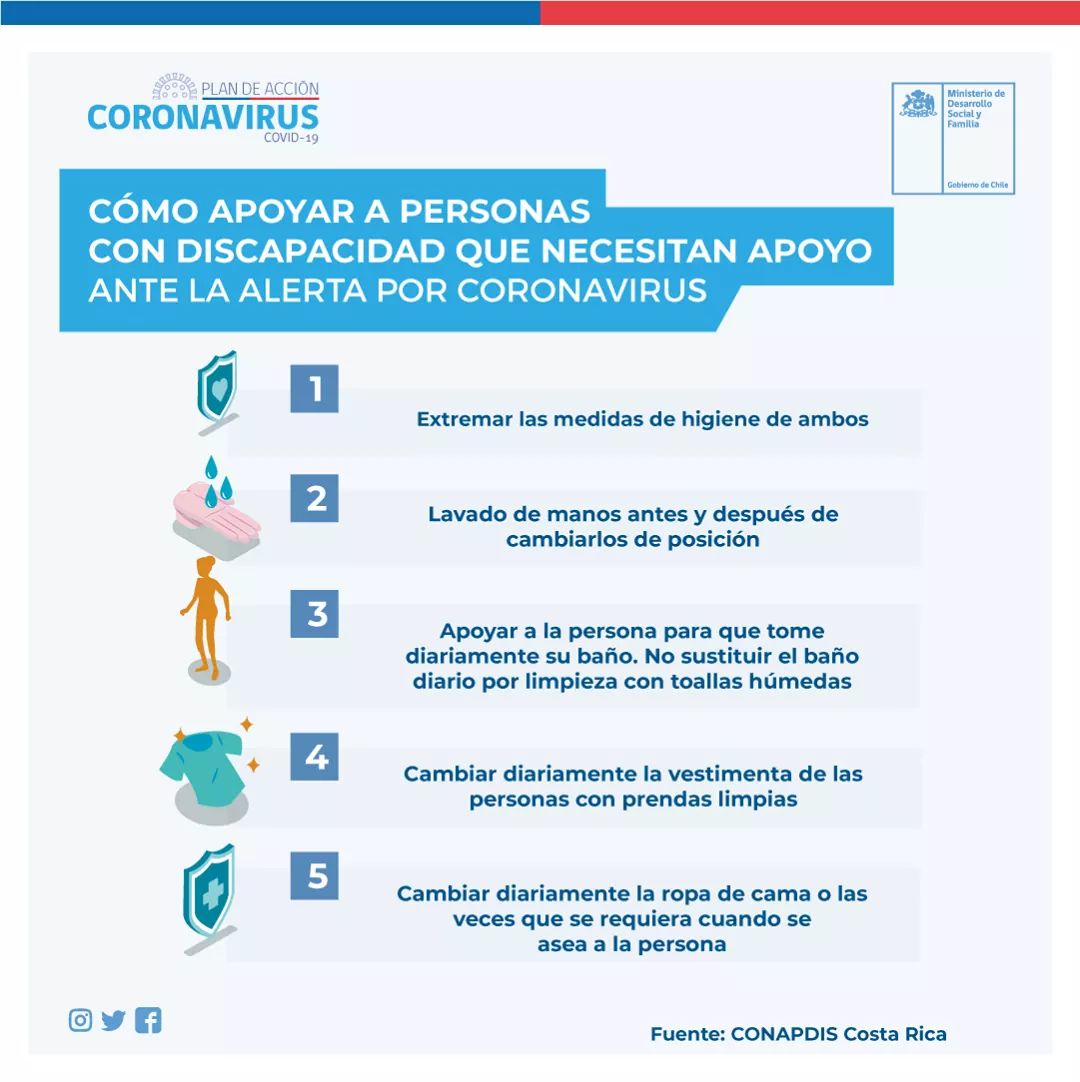 PLAN DE ACCIÓN
CORONAVIRUS
COVID-19
Ministerio de
Desarrollo
Social y
Familia
Gobierno de Chile
CÓMO APOYAR A PERSONAS
CON DISCAPACIDAD QUE NECESITAN APOYO
ANTE LA ALERTA POR CORONAVIRUS
1
Extremar las medidas de higiene de ambos
2
Lavado de manos antes y después de
cambiarlos de posición
3
Apoyar a la persona para que tome
diariamente su baño. No sustituir el baño
diario por limpieza con toallas húmedas
4
Cambiar diariamente la vestimenta de las
personas con prendas limpias
5
Cambiar diariamente la ropa de cama o las
veces que se requiera cuando se
asea a la persona
Fuente: CONAPDIS Costa Rica